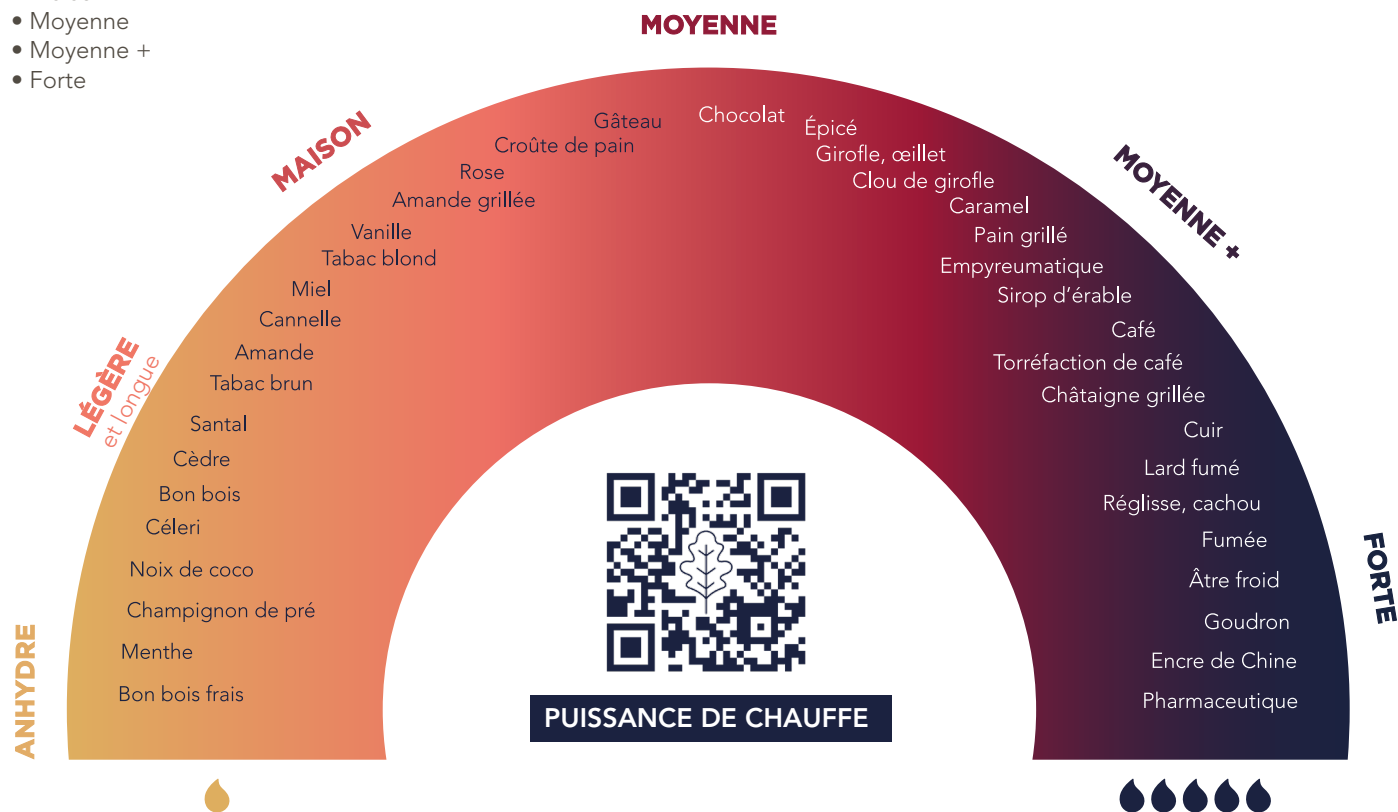 • Moyenne
• Moyenne +
• Forte
MOYENNE
MAISON
MOYENNE +
LÉGÈRE
et longue
ANHYDRE
FORTE
Gâteau
Croûte de pain
Rose
Amande grillée
Vanille
Tabac blond
Miel
Cannelle
Amande
Tabac brun
Santal
Cèdre
Bon bois
Céleri
Noix de coco
Champignon de pré
Menthe
Bon bois frais
Chocolat
Épicé
Girofle, œillet
Clou de girofle
Caramel
Pain grillé
Empyreumatique
Sirop d’érable
Café
Torréfaction de café
Châtaigne grillée
Cuir
Lard fumé
Réglisse, cachou
Fumée
Âtre froid
Goudron
Encre de Chine
Pharmaceutique
PUISSANCE DE CHAUFFE